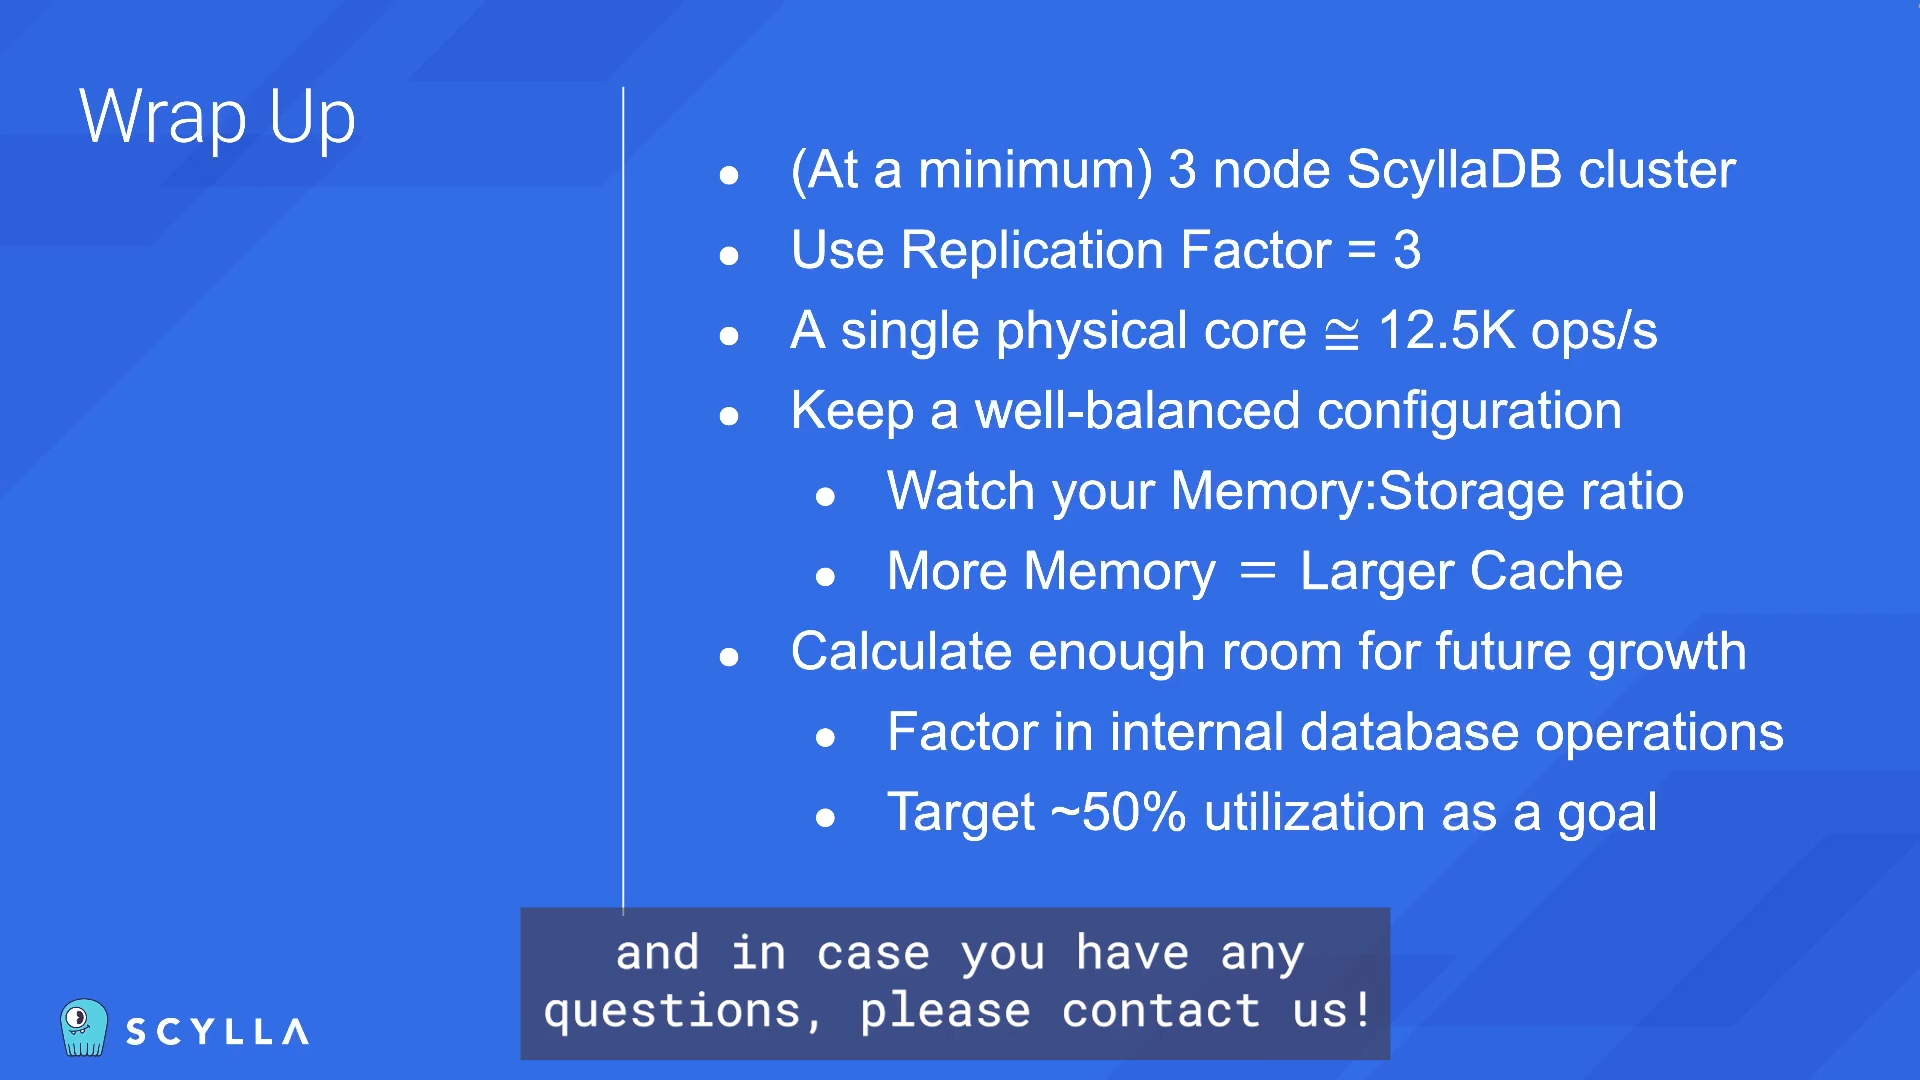 Wrap Up
● (At a minimum) 3 node ScyllaDB cluster
● Use Replication Factor = 3
● A single physical core ≅ 12.5K ops/s
● Keep a well-balanced configuration
● Watch your Memory:Storage ratio
● More Memory = Larger Cache
● Calculate enough room for future growth
● Factor in internal database operations
● Target ~50% utilization as a goal
and in case you have any
questions, please contact us!
SCYLLA